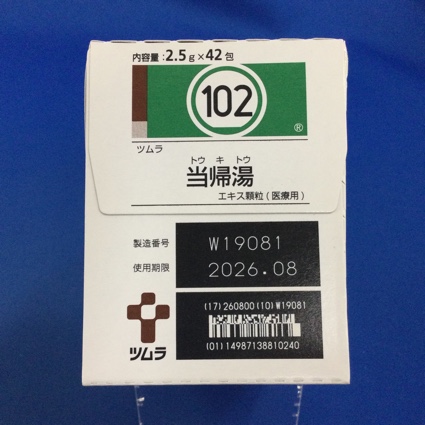 内容量:2.5g×42包
102
®
ツムラ
トウ キ トウ
当帰湯
エキス顆粒(医療用)
製造番号 W19081
使用期限 2026.08
(17)260800(10)W19081
(01)14987138810240
ツムラ